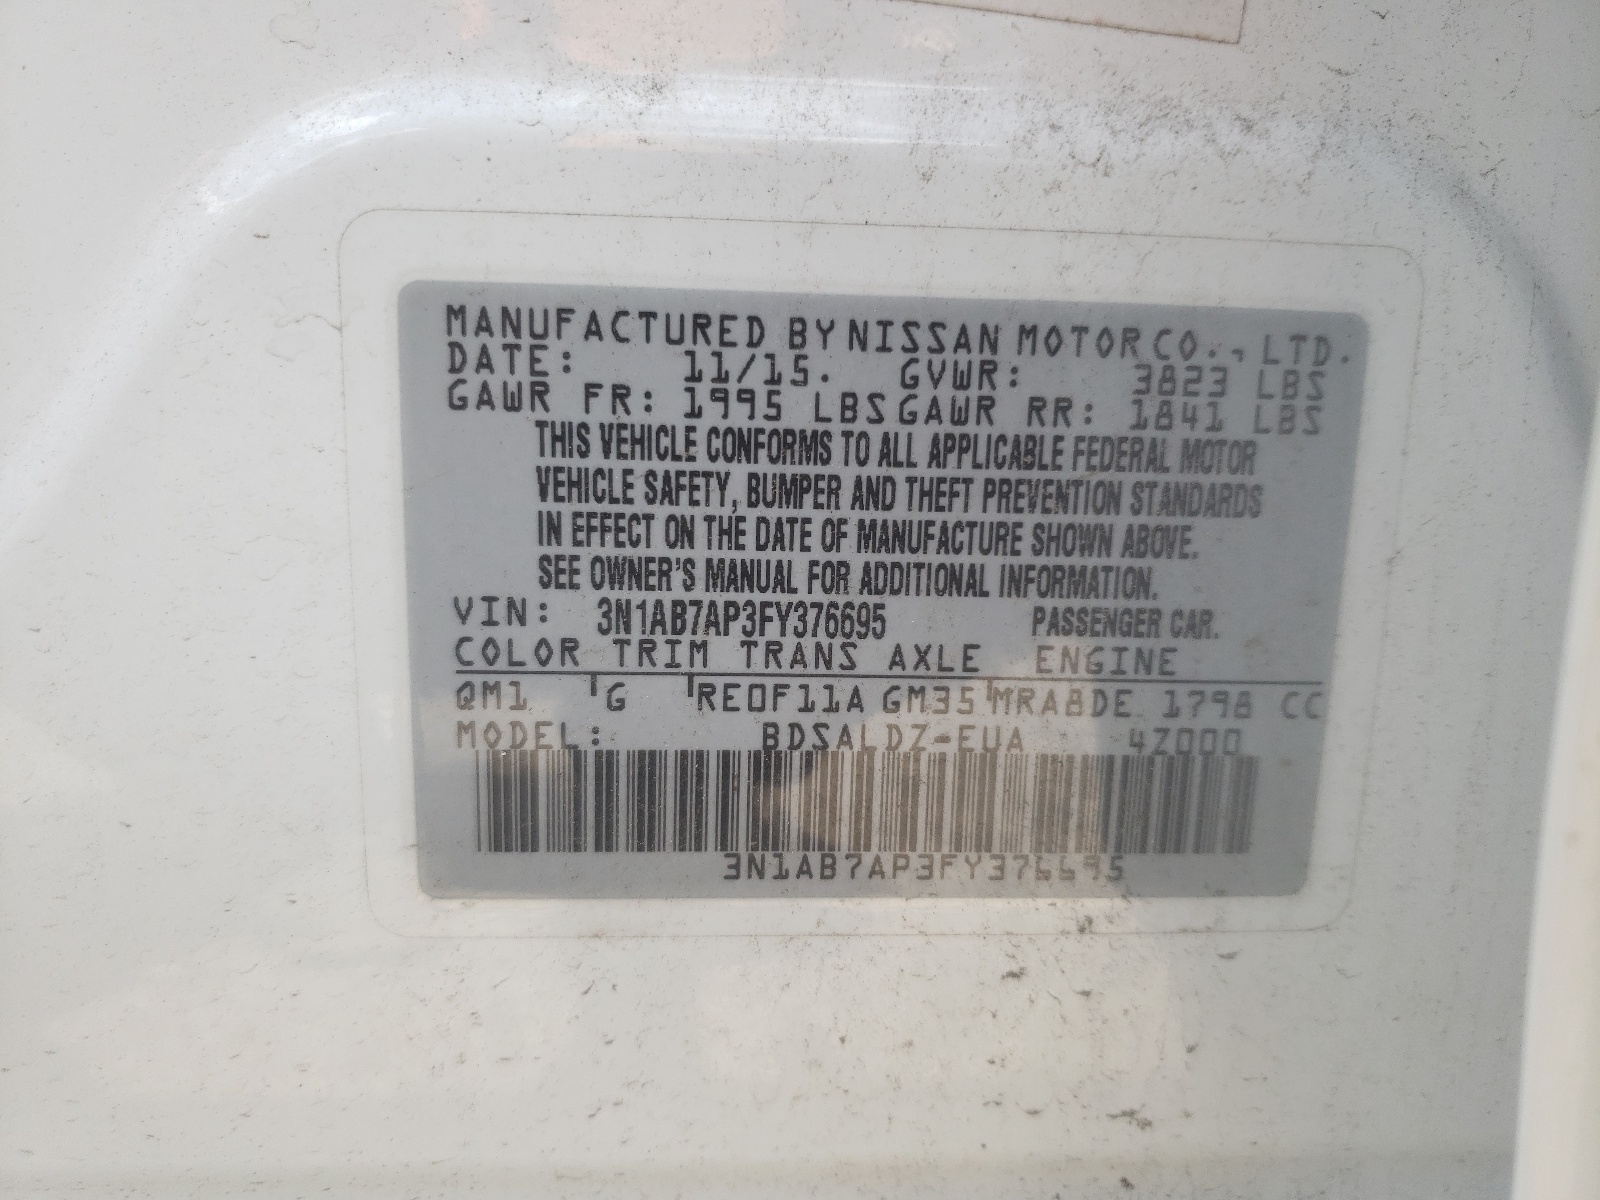 MANUFACTURED BY NISSAN MOTOR CO., LTD.
DATE: 11/15. GVWR: 3823 LBS
GAWR FR: 1995 LBS GAWR RR: 1841 LBS
THIS VEHICLE CONFORMS TO ALL APPLICABLE FEDERAL MOTOR
VEHICLE SAFETY, BUMPER AND THEFT PREVENTION STANDARDS
IN EFFECT ON THE DATE OF MANUFACTURE SHOWN ABOVE.
SEE OWNER'S MANUAL FOR ADDITIONAL INFORMATION.
VIN: 3N1AB7AP3FY376695 PASSENGER CAR.
COLOR TRIM TRANS AXLE ENGINE
QM1 G RE0F11A GM35 MRA8DE 1798 CC
MODEL: BDSALDZ-EUA 4Z000
3N1AB7AP3FY376695